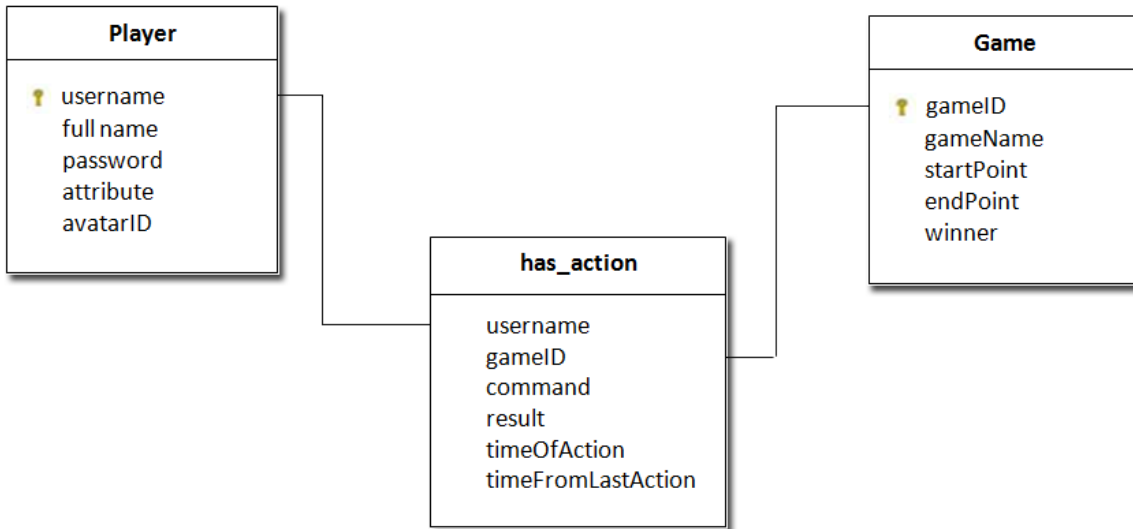 Player
username
full name
password
attribute
avatarID
Game
gameID
gameName
startPoint
endPoint
winner
has_action
username
gameID
command
result
timeOfAction
timeFromLastAction